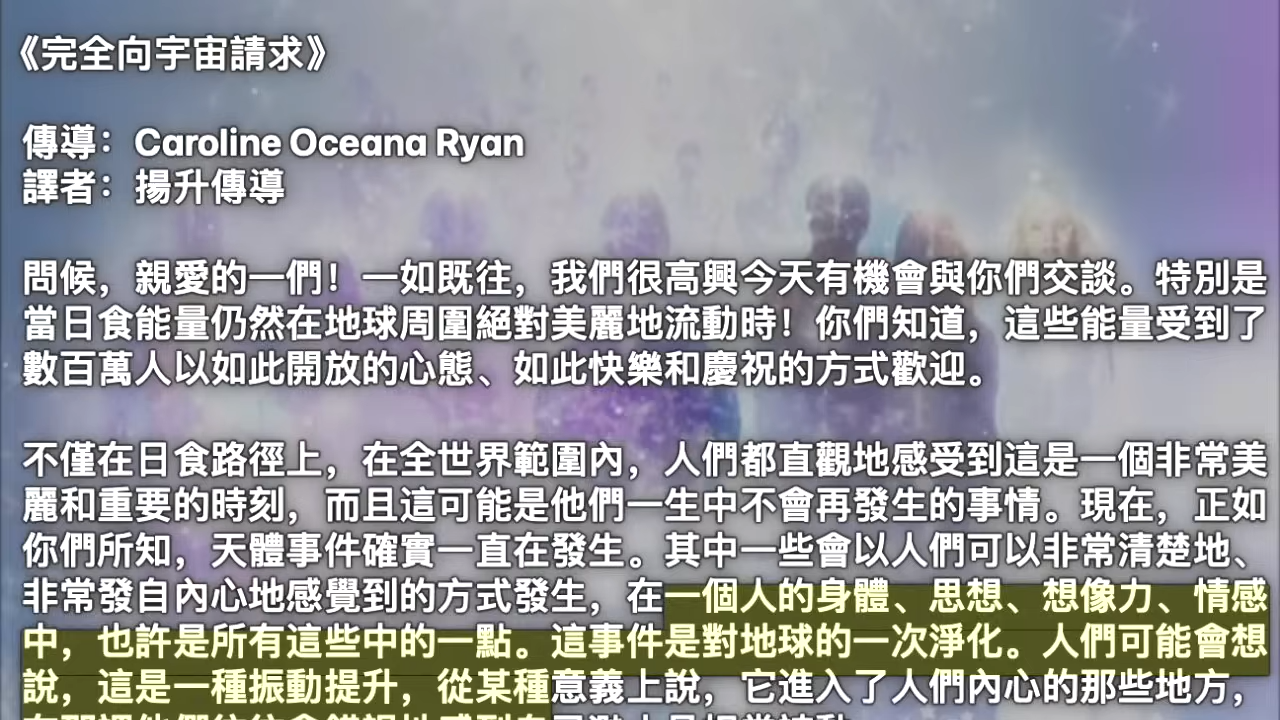 《完全向宇宙請求》
傳導：Caroline Oceana Ryan
譯者：揚升傳導
問候，親愛的一們！一如既往，我們很高興今天有機會與你們交談。特別是
當日食能量仍然在地球周圍絕對美麗地流動時！你們知道，這些能量受到了
數百萬人以如此開放的心態、如此快樂和慶祝的方式歡迎。
不僅在日食路徑上，在全世界範圍內，人們都直觀地感受到這是一個非常美
麗和重要的時刻，而且這可能是他們一生中不會再發生的事情。現在，正如
你們所知，天體事件確實一直在發生。其中一些會以人們可以非常清楚地、
非常發自內心地感覺到的方式發生，在一個人的身體、思想、想像力、情感
中，也許是所有這些中的一點。這事件是對地球的一次淨化。人們可能會想
說，這是一種振動提升，從某種意義上說，它進入了人們內心的那些地方，